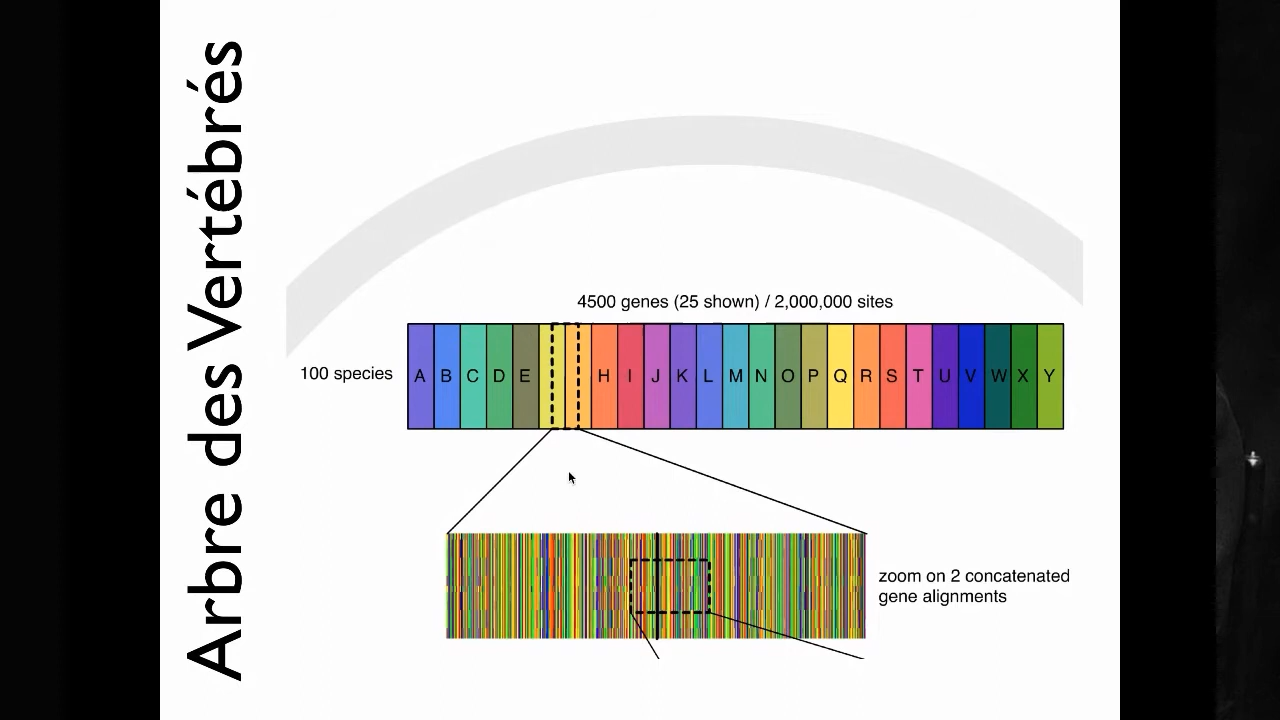 Arbre des Vertébrés
4500 genes (25 shown) / 2,000,000 sites
100 species
A B C D E H I J K L M N O P Q R S T U V W X Y
zoom on 2 concatenated
gene alignments